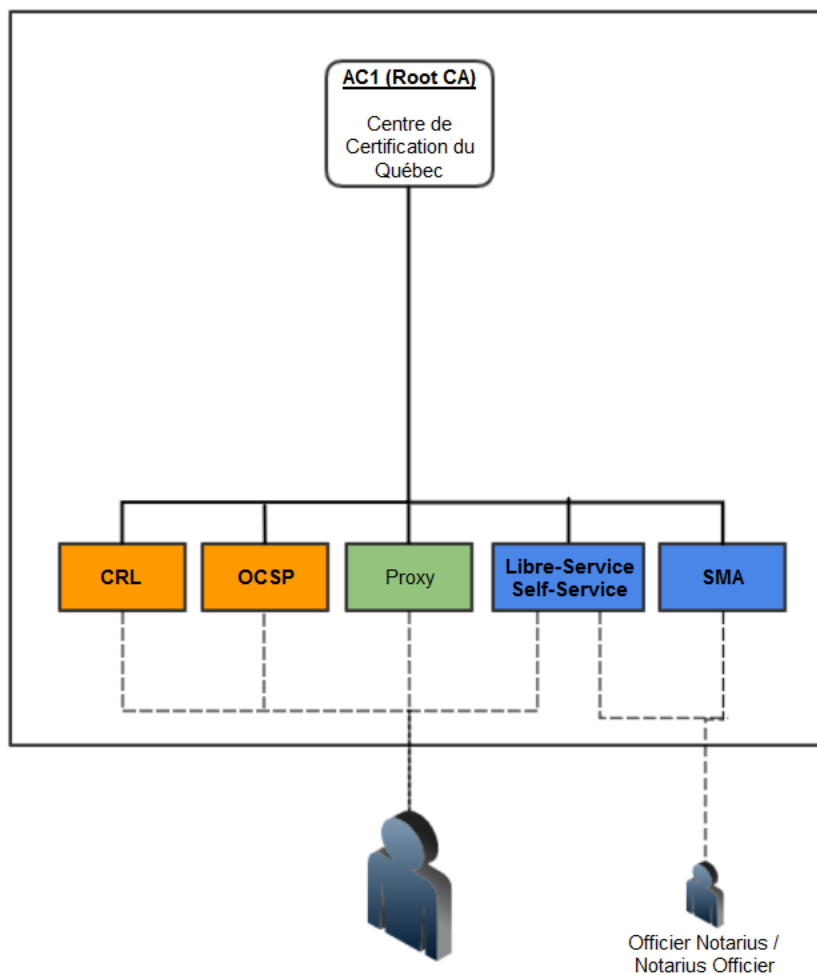 AC1 (Root CA)
Centre de
Certification du
Québec
CRL
OCSP
Proxy
Libre-Service
Self-Service
SMA
Officier Notarius /
Notarius Officier